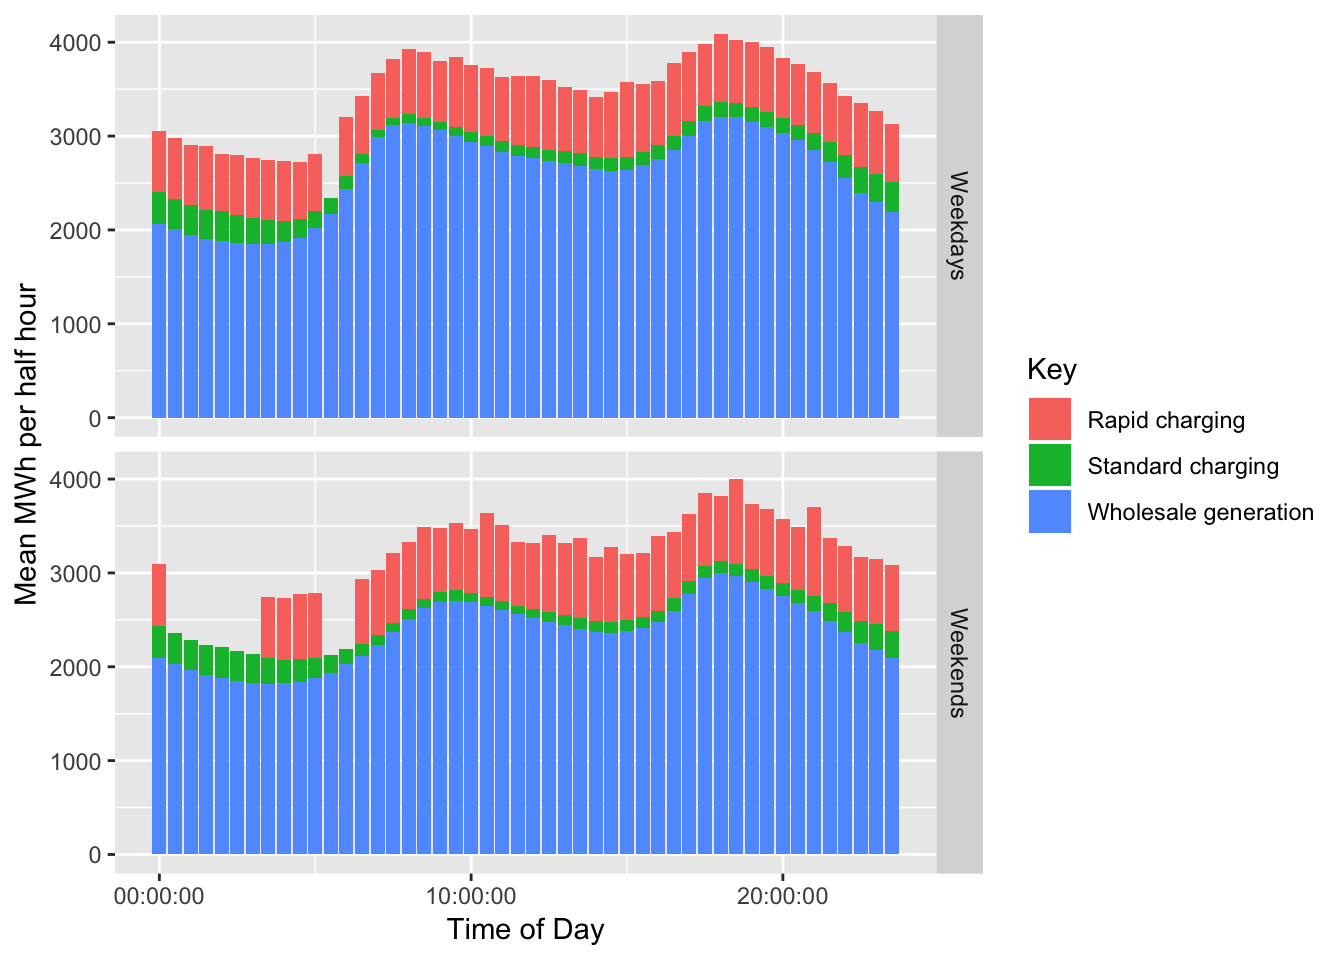 Mean MWh per half hour
4000
3000
2000
1000
0
Weekdays
4000
3000
2000
1000
0
Weekends
00:00:00
10:00:00
20:00:00
Time of Day
Key
Rapid charging
Standard charging
Wholesale generation